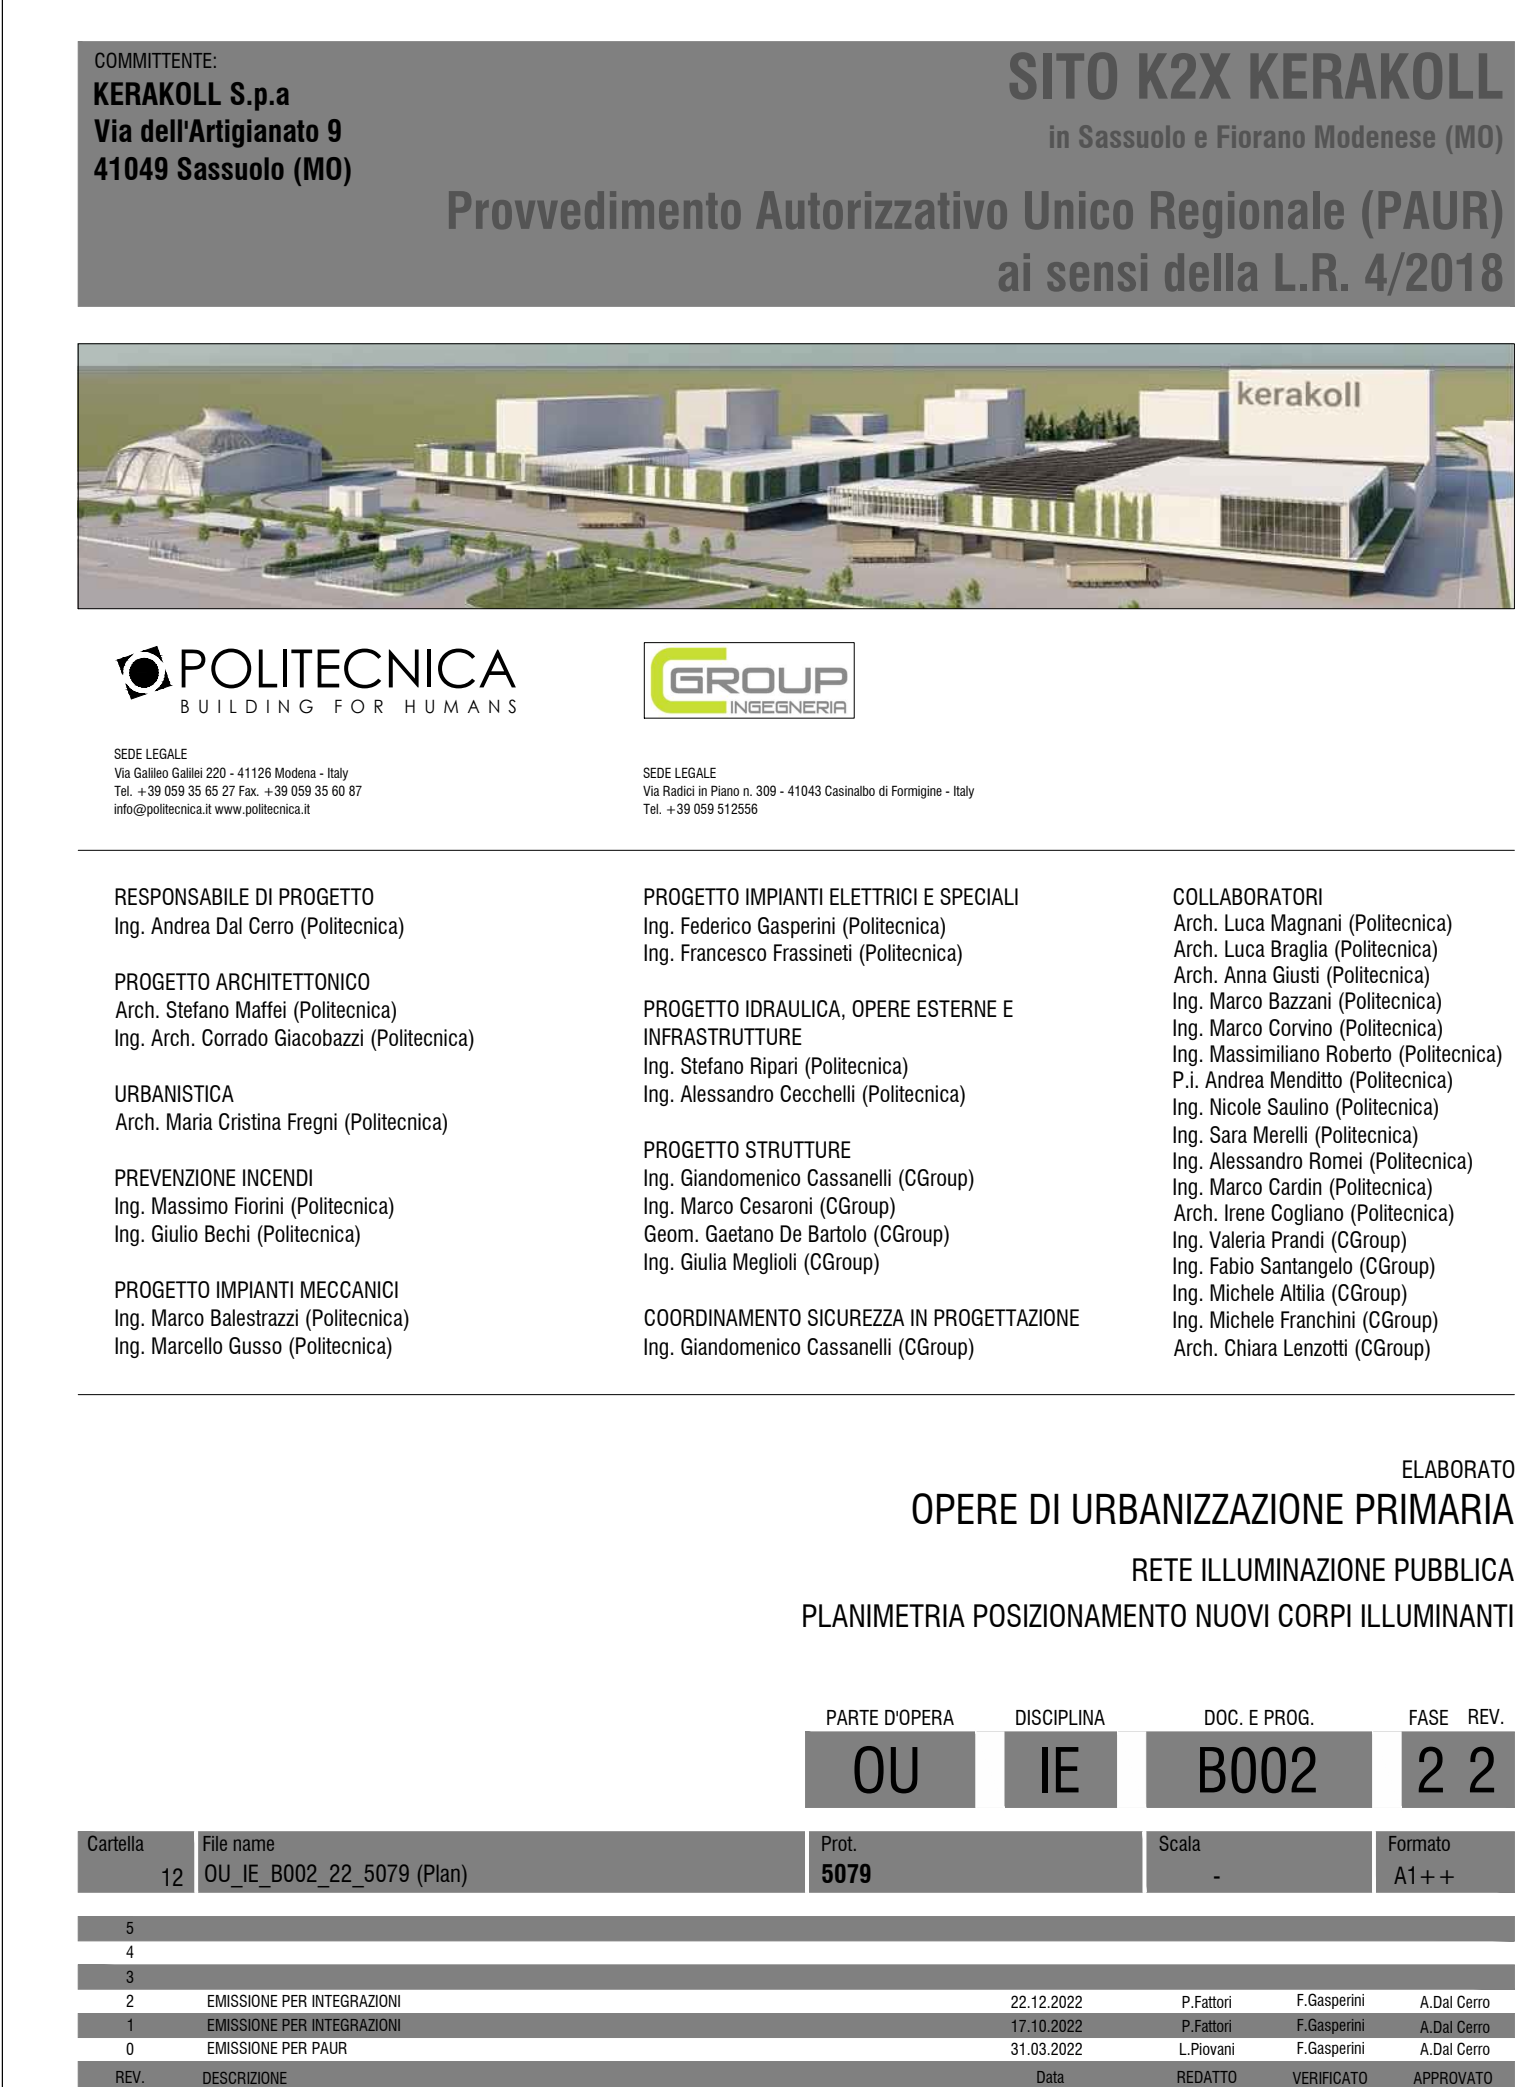 COMMITTENTE:
KERAKOLL S.p.a
Via dell'Artigianato 9
41049 Sassuolo (MO)
SITO K2X KERAKOLL
in Sassuolo e Fiorano Modenese (MO)
Provvedimento Autorizzativo Unico Regionale (PAUR)
ai sensi della L.R. 4/2018
kerakoll
POLITECNICA
BUILDING FOR HUMANS
CGROUP
INGEGNERIA
SEDE LEGALE
Via Galileo Galilei 220 - 41126 Modena - Italy
Tel. +39 059 35 65 27 Fax. +39 059 35 60 87
info@politecnica.it www.politecnica.it
SEDE LEGALE
Via Radici in Piano n. 309 - 41043 Casinalbo di Formigine - Italy
Tel. +39 059 512556
RESPONSABILE DI PROGETTO
Ing. Andrea Dal Cerro (Politecnica)
PROGETTO ARCHITETTONICO
Arch. Stefano Maffei (Politecnica)
Ing. Arch. Corrado Giacobazzi (Politecnica)
URBANISTICA
Arch. Maria Cristina Fregni (Politecnica)
PREVENZIONE INCENDI
Ing. Massimo Fiorini (Politecnica)
Ing. Giulio Bechi (Politecnica)
PROGETTO IMPIANTI MECCANICI
Ing. Marco Balestrazzi (Politecnica)
Ing. Marcello Gusso (Politecnica)
PROGETTO IMPIANTI ELETTRICI E SPECIALI
Ing. Federico Gasperini (Politecnica)
Ing. Francesco Frassineti (Politecnica)
PROGETTO IDRAULICA, OPERE ESTERNE E
INFRASTRUTTURE
Ing. Stefano Ripari (Politecnica)
Ing. Alessandro Cecchelli (Politecnica)
PROGETTO STRUTTURE
Ing. Giandomenico Cassanelli (CGroup)
Ing. Marco Cesaroni (CGroup)
Geom. Gaetano De Bartolo (CGroup)
Ing. Giulia Meglioli (CGroup)
COORDINAMENTO SICUREZZA IN PROGETTAZIONE
Ing. Giandomenico Cassanelli (CGroup)
COLLABORATORI
Arch. Luca Magnani (Politecnica)
Arch. Luca Braglia (Politecnica)
Arch. Anna Giusti (Politecnica)
Ing. Marco Bazzani (Politecnica)
Ing. Marco Corvino (Politecnica)
Ing. Massimiliano Roberto (Politecnica)
P.i. Andrea Menditto (Politecnica)
Ing. Nicole Saulino (Politecnica)
Ing. Sara Merelli (Politecnica)
Ing. Alessandro Romei (Politecnica)
Ing. Marco Cardin (Politecnica)
Arch. Irene Cogliano (Politecnica)
Ing. Valeria Prandi (CGroup)
Ing. Fabio Santangelo (CGroup)
Ing. Michele Altilia (CGroup)
Ing. Michele Franchini (CGroup)
Arch. Chiara Lenzotti (CGroup)
ELABORATO
OPERE DI URBANIZZAZIONE PRIMARIA
RETE ILLUMINAZIONE PUBBLICA
PLANIMETRIA POSIZIONAMENTO NUOVI CORPI ILLUMINANTI
PARTE D'OPERA DISCIPLINA DOC. E PROG. FASE REV.
OU IE B002 2 2
Cartella File name Prot. Scala Formato
12 OU_IE_B002_22_5079 (Plan) 5079 - A1++
5
4
3
2 EMISSIONE PER INTEGRAZIONI 22.12.2022 P.Fattori F.Gasperini A.Dal Cerro
1 EMISSIONE PER INTEGRAZIONI 17.10.2022 P.Fattori F.Gasperini A.Dal Cerro
0 EMISSIONE PER PAUR 31.03.2022 L.Piovani F.Gasperini A.Dal Cerro
REV. DESCRIZIONE Data REDATTO VERIFICATO APPROVATO